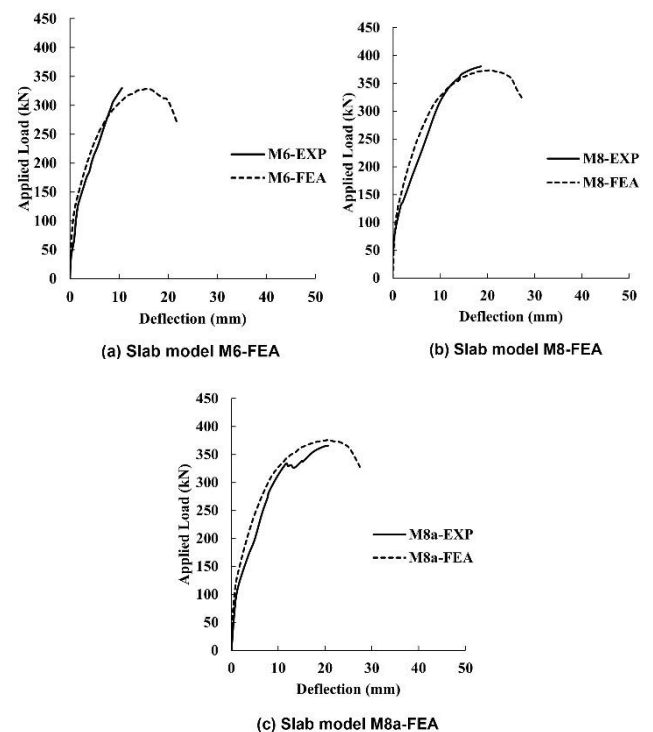 450
400
350
300
250
200
150
100
50
0
Applied Load (kN)
M6-EXP
M6-FEA
0 10 20 30 40 50
Deflection (mm)
(a) Slab model M6-FEA
450
400
350
300
250
200
150
100
50
0
Applied Load (kN)
M8-EXP
M8-FEA
0 10 20 30 40 50
Deflection (mm)
(b) Slab model M8-FEA
450
400
350
300
250
200
150
100
50
0
Applied Load (kN)
M8a-EXP
M8a-FEA
0 10 20 30 40 50
Deflection (mm)
(c) Slab model M8a-FEA